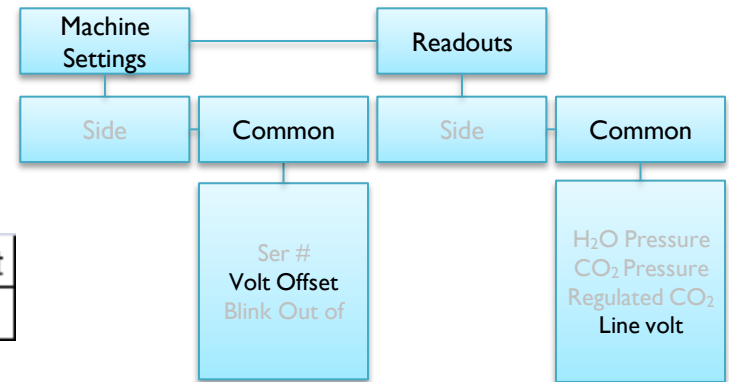 Machine
Settings
Readouts
Side
Common
Side
Common
Ser #
Volt Offset
Blink Out of
H₂O Pressure
CO₂ Pressure
Regulated CO₂
Line volt